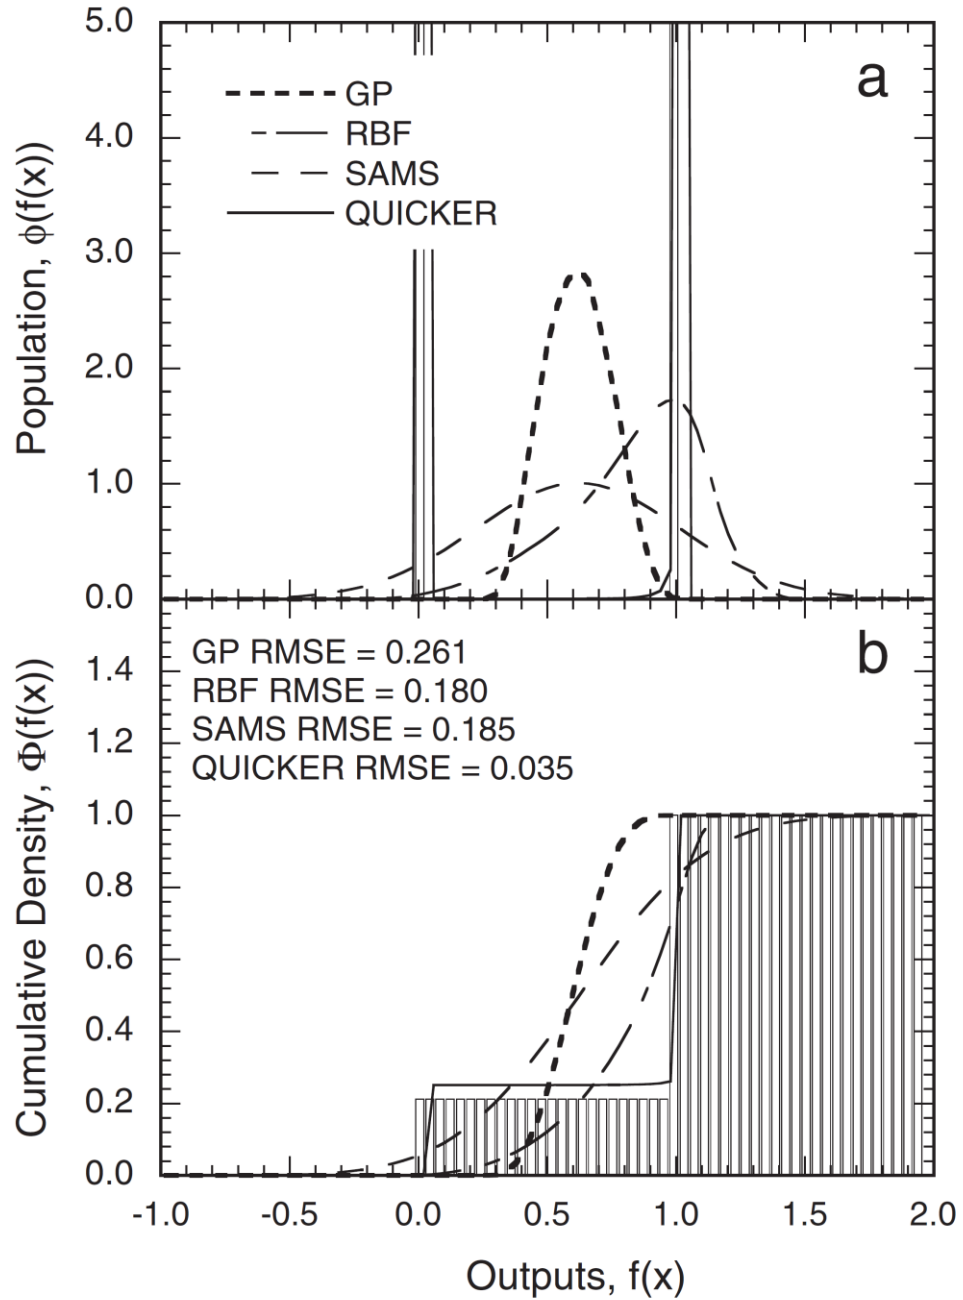 5.0
a
GP
RBF
SAMS
QUICKER
4.0
3.0
2.0
1.0
0.0
Population, ϕ(f(x))
b
GP RMSE = 0.261
RBF RMSE = 0.180
SAMS RMSE = 0.185
QUICKER RMSE = 0.035
1.4
1.2
1.0
0.8
0.6
0.4
0.2
0.0
Cumulative Density, Φ(f(x))
-1.0 -0.5 0.0 0.5 1.0 1.5 2.0
Outputs, f(x)